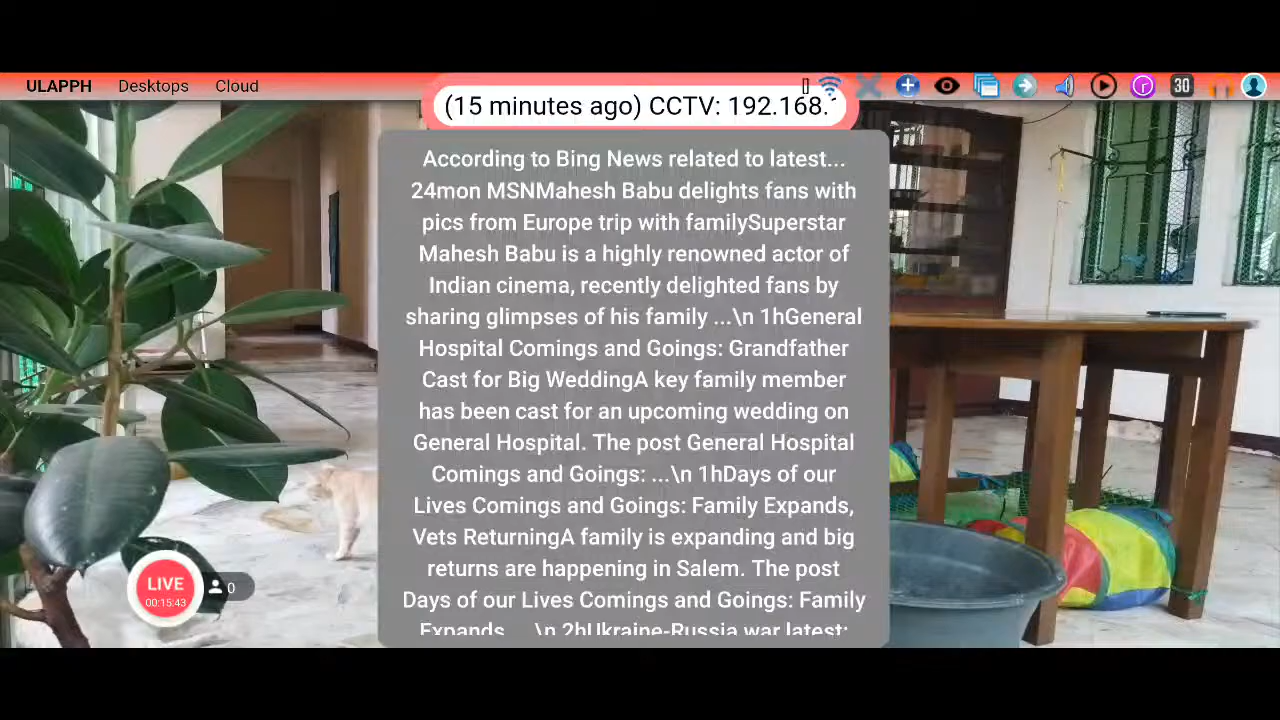 ULAPPH Desktops Cloud
30
(15 minutes ago) CCTV: 192.168.
According to Bing News related to latest...
24mon MSNMahesh Babu delights fans with
pics from Europe trip with familySuperstar
Mahesh Babu is a highly renowned actor of
Indian cinema, recently delighted fans by
sharing glimpses of his family ...\n 1hGeneral
Hospital Comings and Goings: Grandfather
Cast for Big WeddingA key family member
has been cast for an upcoming wedding on
General Hospital. The post General Hospital
Comings and Goings: ...\n 1hDays of our
Lives Comings and Goings: Family Expands,
Vets ReturningA family is expanding and big
returns are happening in Salem. The post
Days of our Lives Comings and Goings: Family
Expands ... \n 2hUkraine-Russia war latest:
LIVE
00:15:43
0